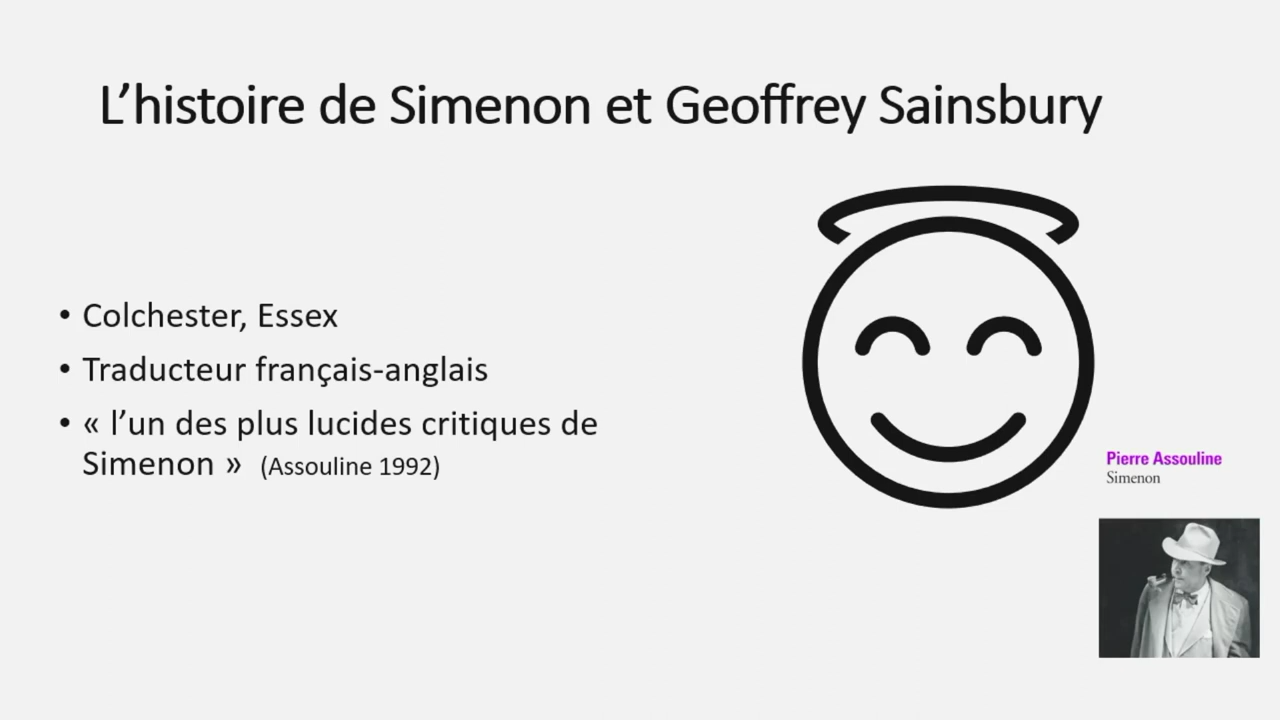 L’histoire de Simenon et Geoffrey Sainsbury
• Colchester, Essex
• Traducteur français-anglais
• « l’un des plus lucides critiques de
Simenon » (Assouline 1992)
Pierre Assouline
Simenon